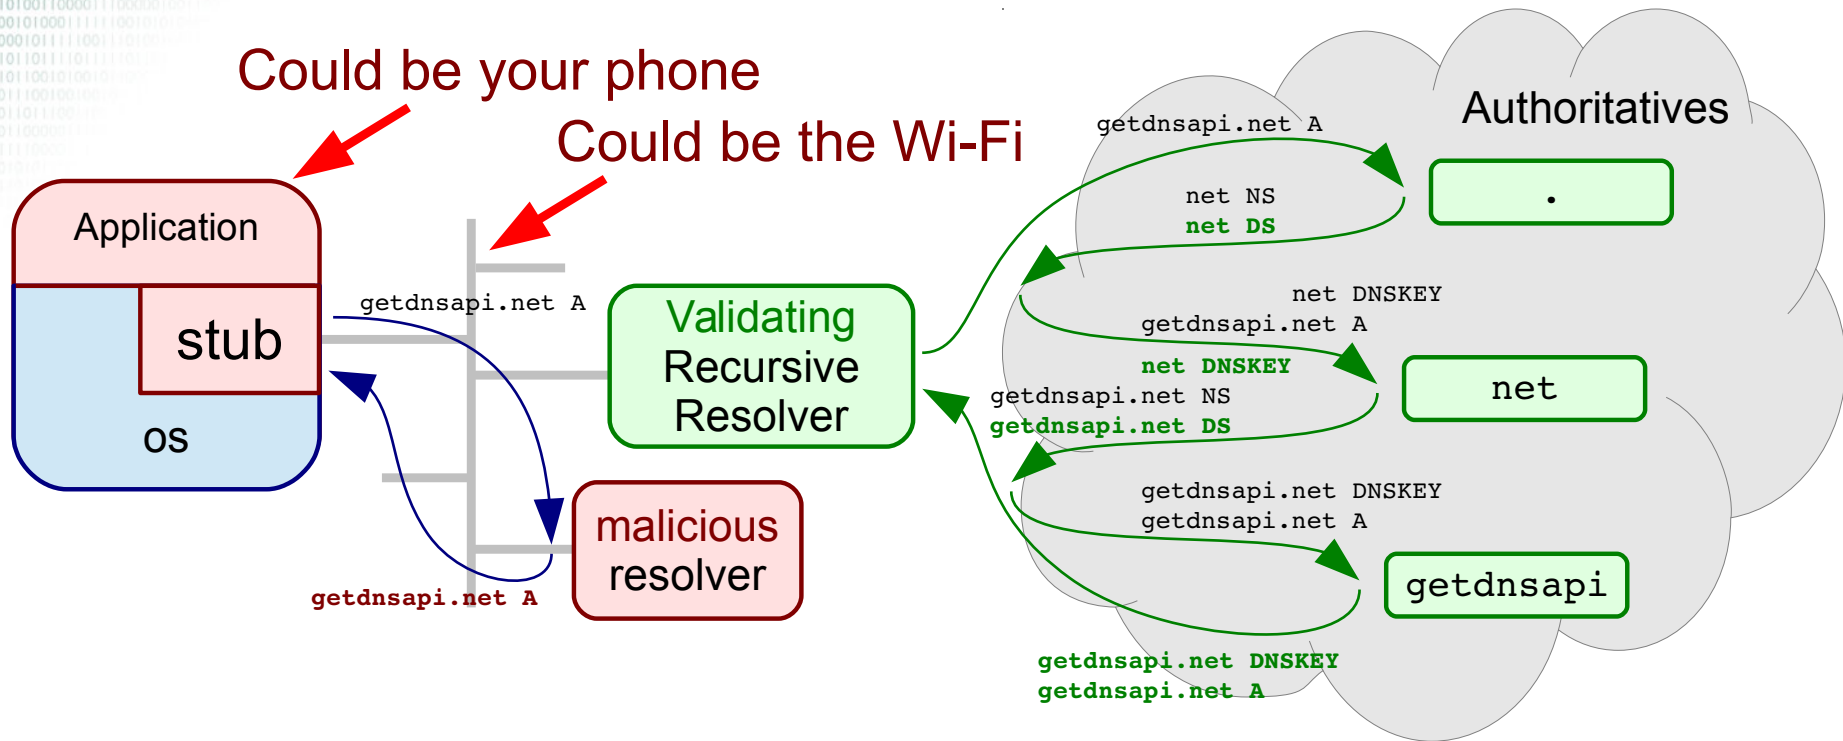 Could be your phone
Could be the Wi-Fi
Application
stub
os
getdnsapi.net A
getdnsapi.net A
Validating
Recursive
Resolver
malicious
resolver
Authoritatives
getdnsapi.net A
.
net NS
net DS
net DNSKEY
getdnsapi.net A
net DNSKEY
getdnsapi.net NS
getdnsapi.net DS
net
getdnsapi.net DNSKEY
getdnsapi.net A
getdnsapi
getdnsapi.net DNSKEY
getdnsapi.net A